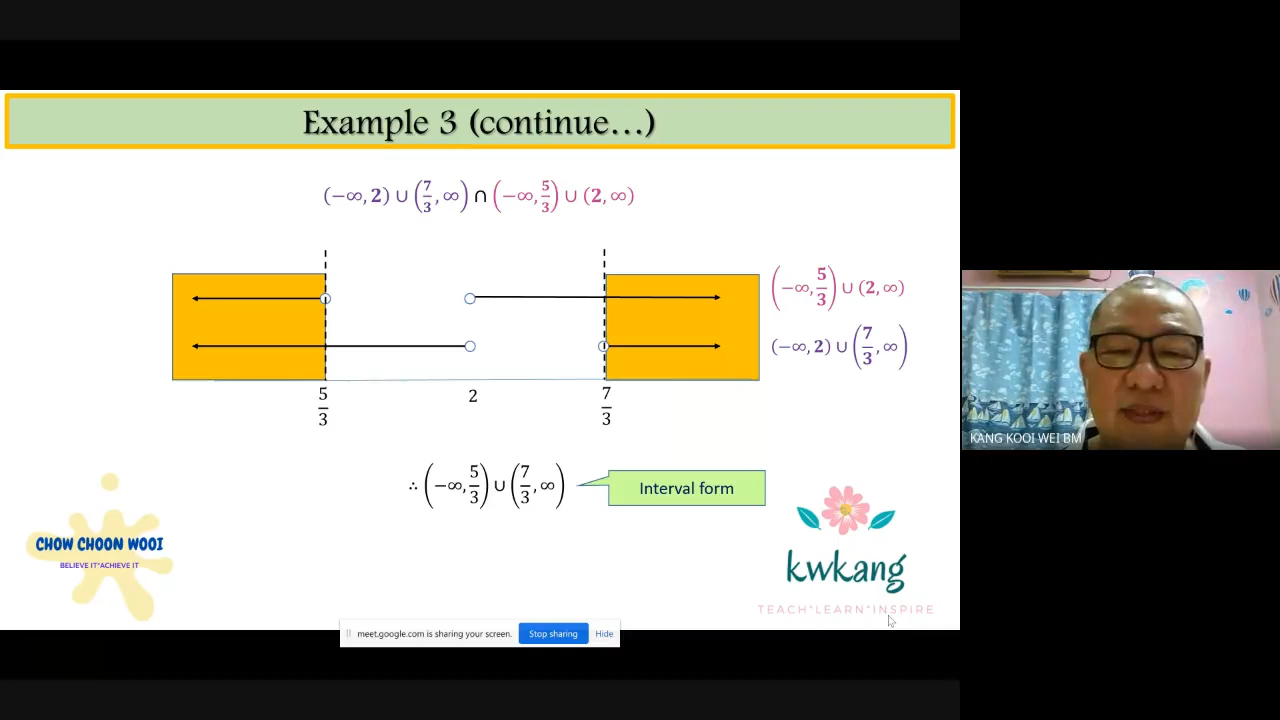 Example 3 (continue...)
(−∞, 2) ∪ (7/3, ∞) ∩ (−∞, 5/3) ∪ (2, ∞)
(−∞, 5/3) ∪ (2, ∞)
(−∞, 2) ∪ (7/3, ∞)
5/3 2 7/3
∴ (−∞, 5/3) ∪ (7/3, ∞)
Interval form
CHOW CHOON WOOI
BELIEVE IT*ACHIEVE IT
kwkang
TEACH*LEARN*INSPIRE
meet.google.com is sharing your screen. Stop sharing Hide
KANG KOOI WEI BM